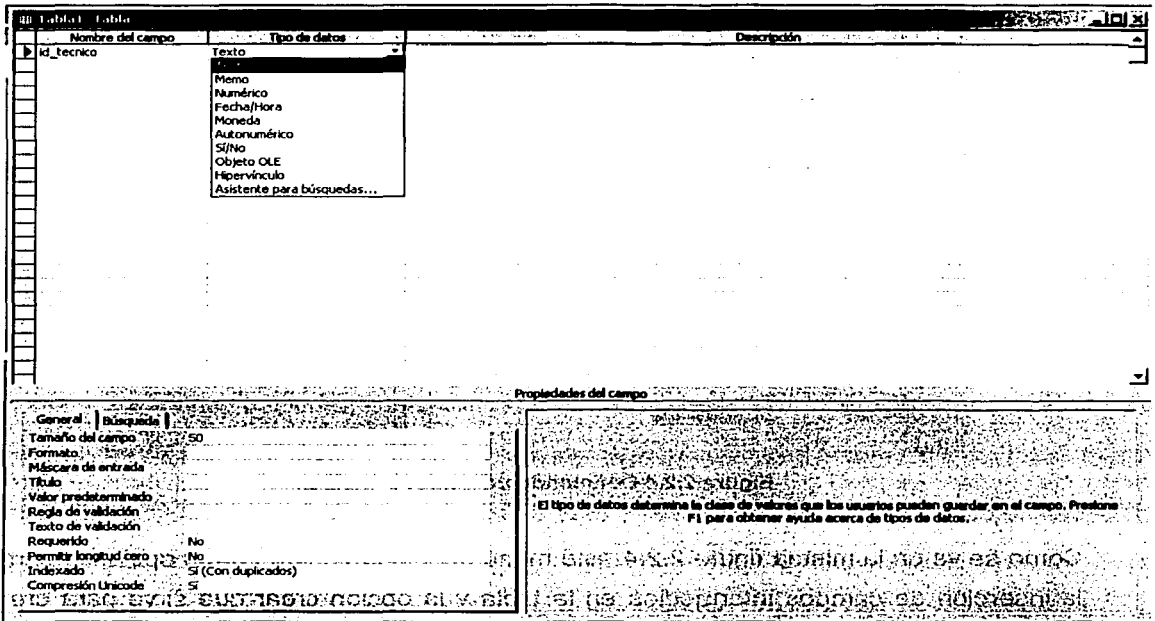 Tabla1 : Tabla
Nombre del campo Tipo de datos Descripción
id_tecnico Texto
Memo
Numérico
Fecha/Hora
Moneda
Autonumérico
Sí/No
Objeto OLE
Hipervínculo
Asistente para búsquedas...
Propiedades del campo
General Búsqueda
Tamaño del campo 50
Formato
Máscara de entrada
Título
Valor predeterminado
Regla de validación
Texto de validación
Requerido No
Permitir longitud cero No
Indexado Sí (Con duplicados)
Compresión Unicode Sí
El tipo de datos determina la clase de valores que los usuarios pueden guardar en el campo. Presione
F1 para obtener ayuda acerca de tipos de datos.